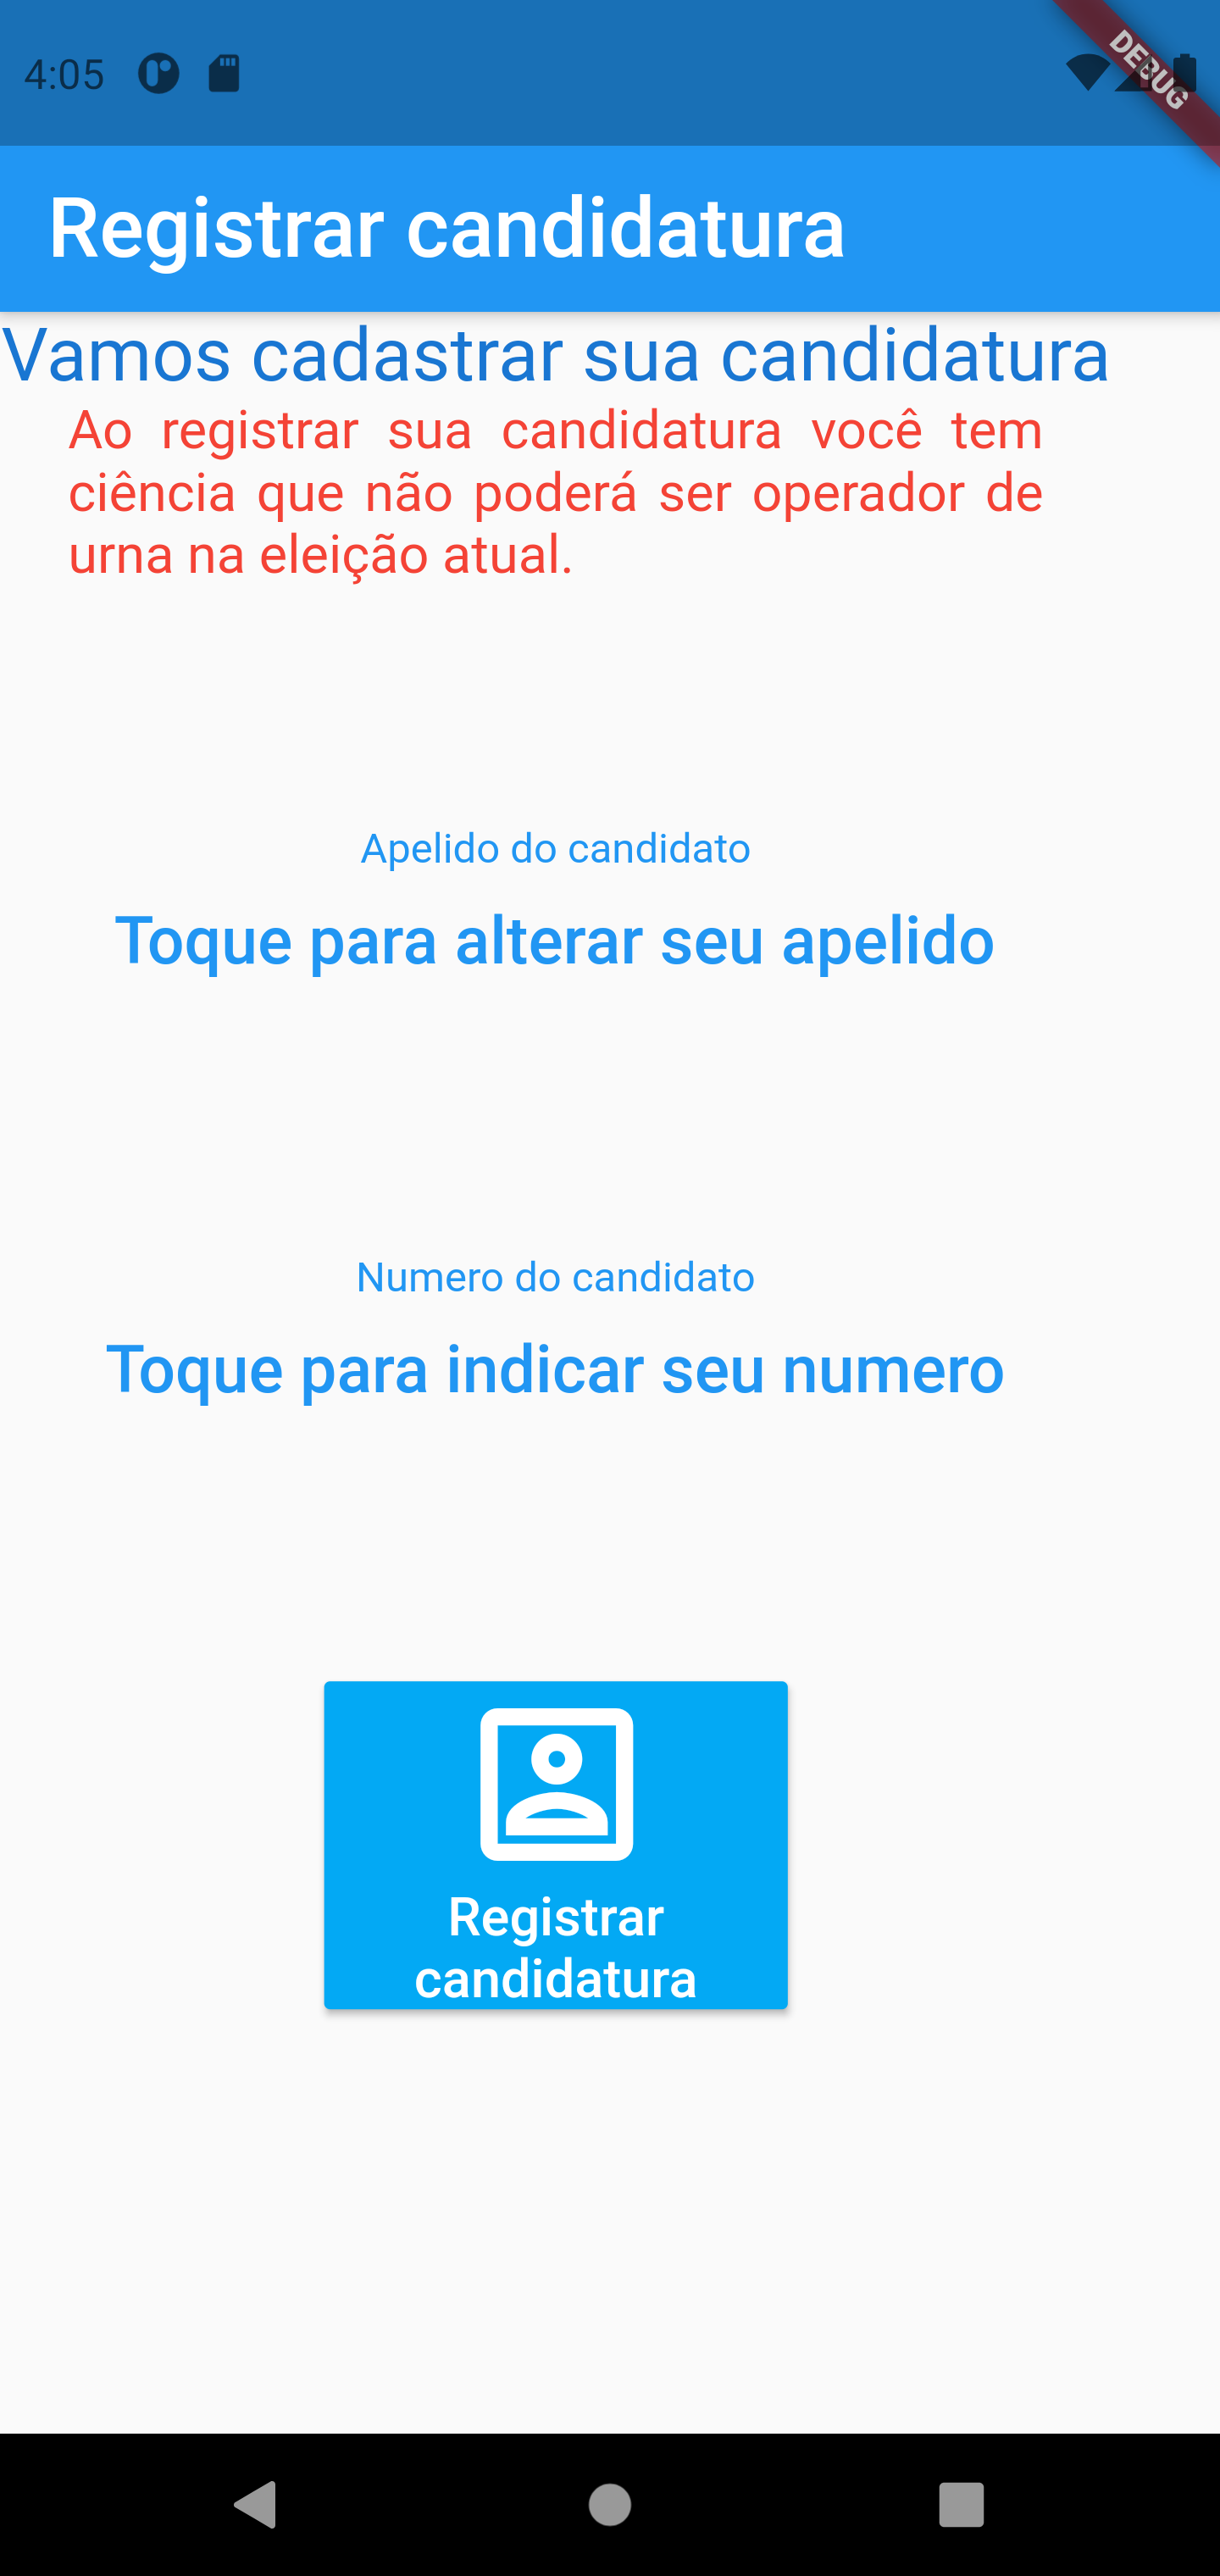 4:05
DEBUG
Registrar candidatura
Vamos cadastrar sua candidatura
Ao registrar sua candidatura você tem
ciência que não poderá ser operador de
urna na eleição atual.
Apelido do candidato
Toque para alterar seu apelido
Numero do candidato
Toque para indicar seu numero
Registrar
candidatura